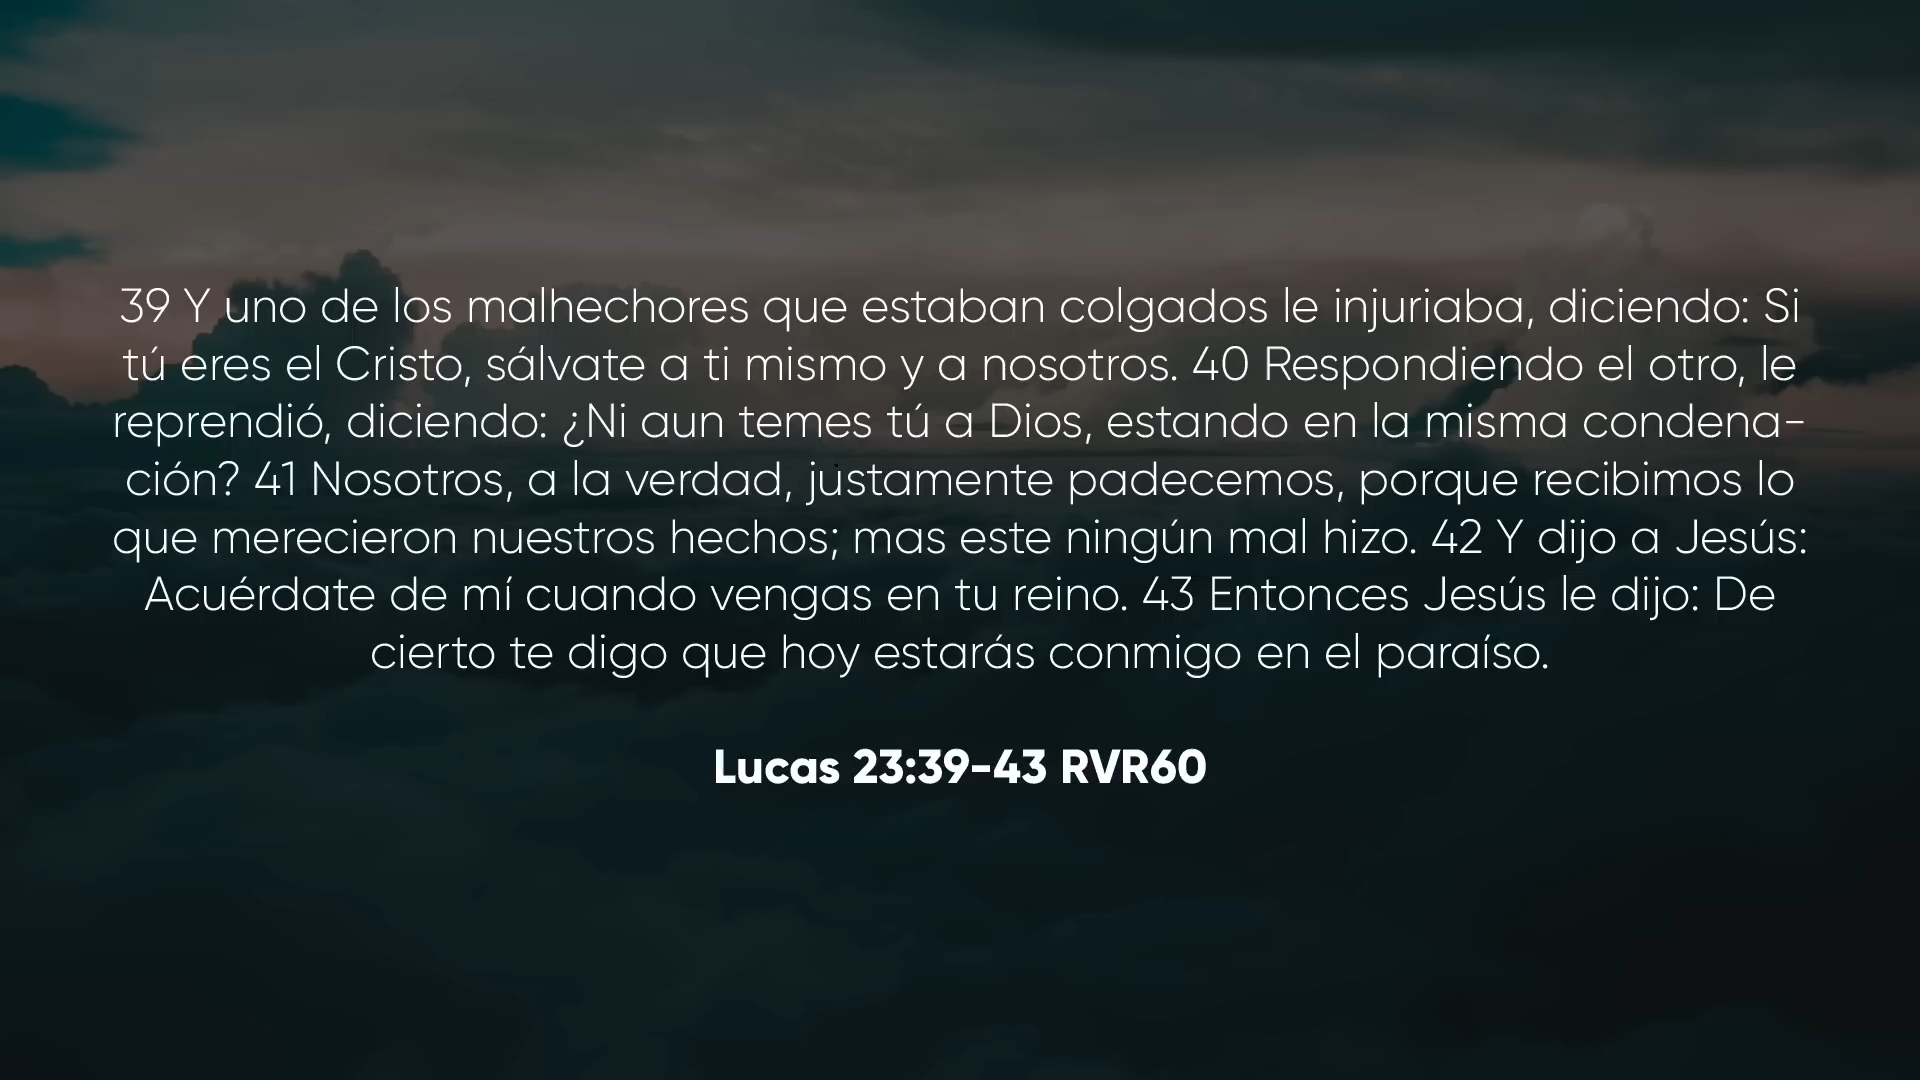 39 Y uno de los malhechores que estaban colgados le injuriaba, diciendo: Si
tú eres el Cristo, sálvate a ti mismo y a nosotros. 40 Respondiendo el otro, le
reprendió, diciendo: ¿Ni aun temes tú a Dios, estando en la misma condena-
ción? 41 Nosotros, a la verdad, justamente padecemos, porque recibimos lo
que merecieron nuestros hechos; mas este ningún mal hizo. 42 Y dijo a Jesús:
Acuérdate de mí cuando vengas en tu reino. 43 Entonces Jesús le dijo: De
cierto te digo que hoy estarás conmigo en el paraíso.
Lucas 23:39-43 RVR60